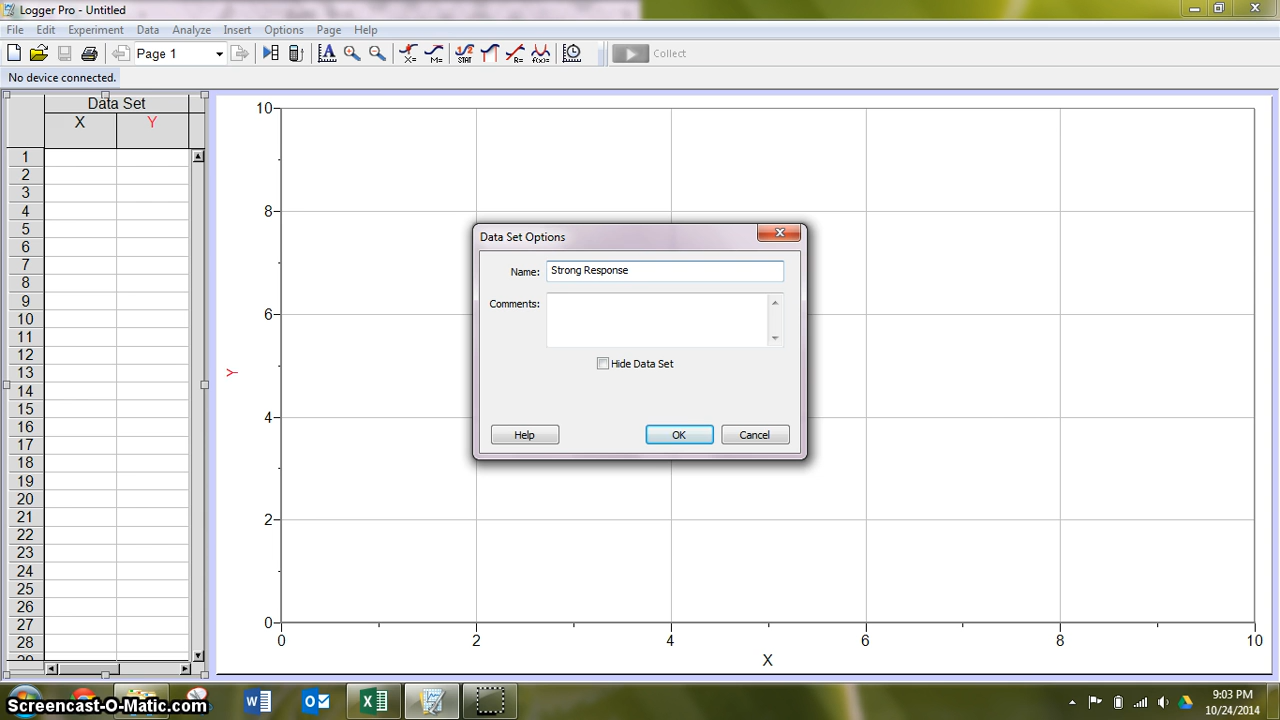 Logger Pro - Untitled
File Edit Experiment Data Analyze Insert Options Page Help
Page 1
Collect
No device connected.
Data Set
X Y
1
2
3
4
5
6
7
8
9
10
11
12
13
14
15
16
17
18
19
20
21
22
23
24
25
26
27
28
29
10
8
6
4
2
0
Y
0 2 4 6 8 10
X
Data Set Options
Name: Strong Response
Comments:
Hide Data Set
Help OK Cancel
Screencast-O-Matic.com
9:03 PM
10/24/2014